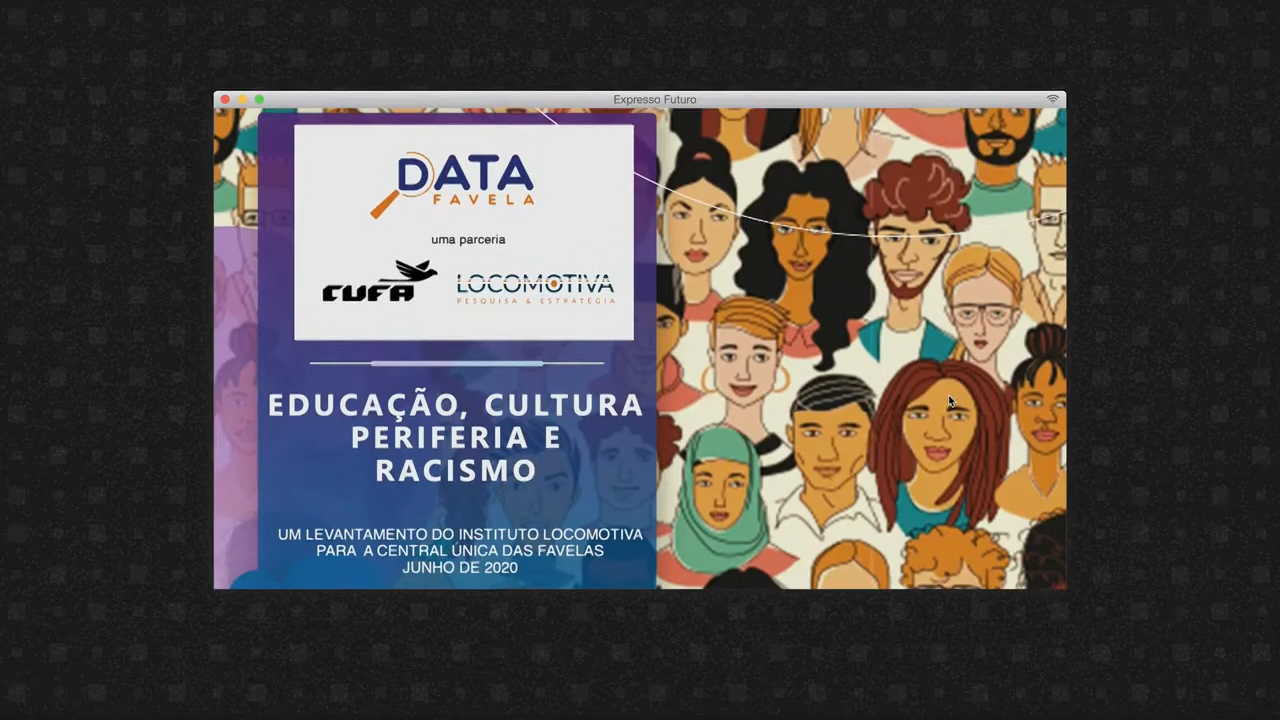 Expresso Futuro
DATA
FAVELA
uma parceria
CUFA
LOCOMOTIVA
PESQUISA & ESTRATÉGIA
EDUCAÇÃO, CULTURA
PERIFERIA E
RACISMO
UM LEVANTAMENTO DO INSTITUTO LOCOMOTIVA
PARA A CENTRAL ÚNICA DAS FAVELAS
JUNHO DE 2020